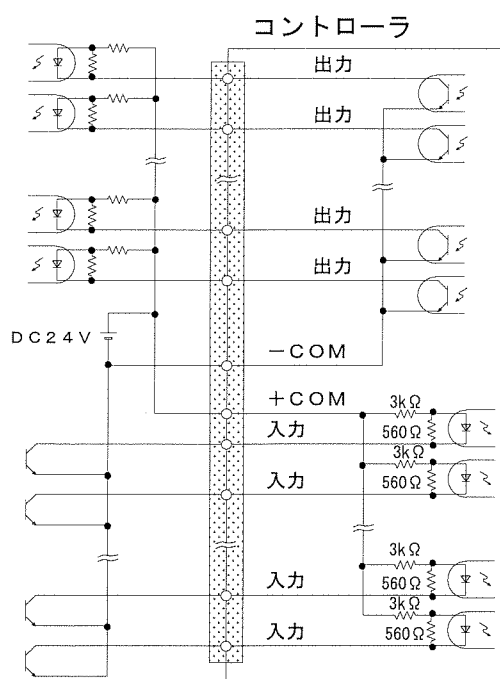 コントローラ
出力
出力
出力
出力
DC24V
－COM
＋COM
3kΩ
入力
560Ω
3kΩ
入力
560Ω
3kΩ
入力
560Ω
3kΩ
入力
560Ω